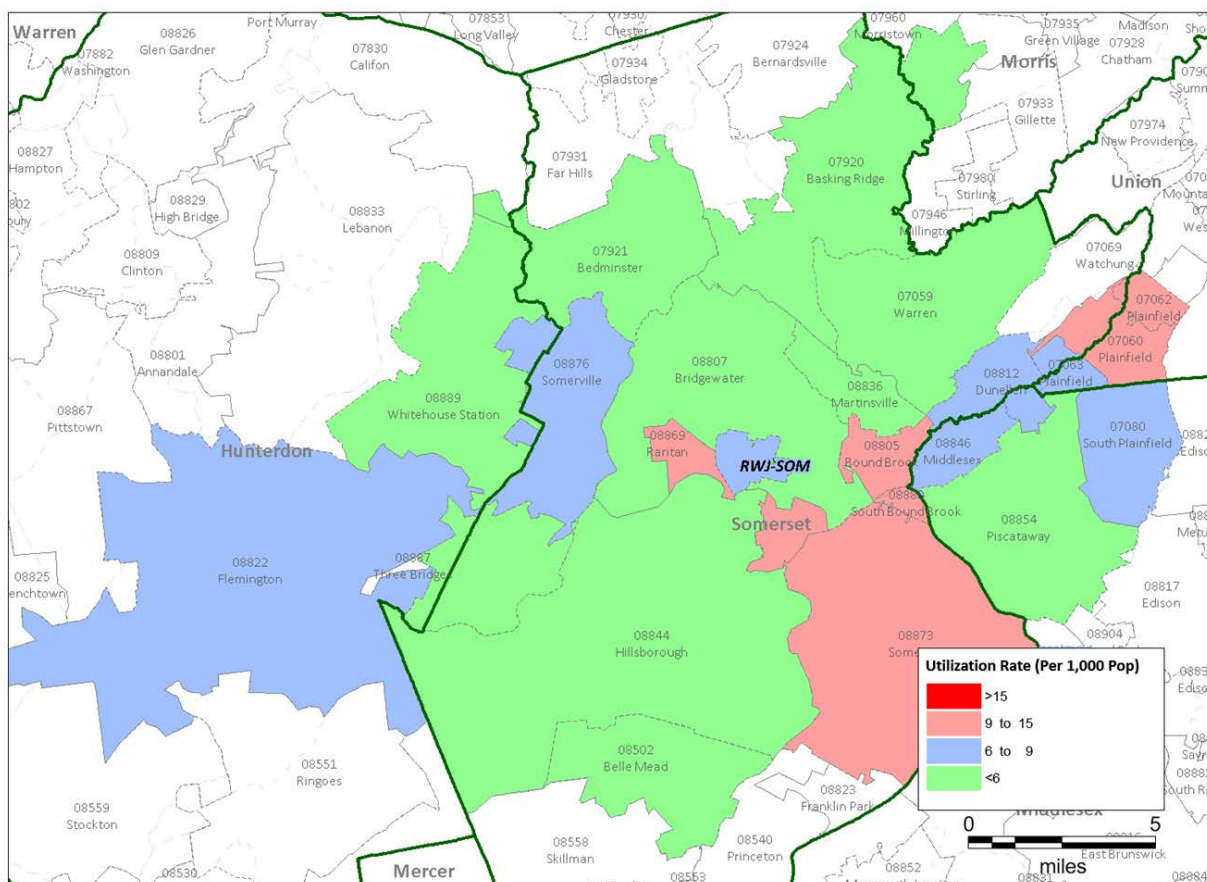 Warren
08826
Glen Gardner
Port Murray
07853
Long Valley
07930
Chester
07960
Morristown
07935
Green Village
Madison
07928
Chatham
07882
Washington
07830
Califon
07934
Gladstone
07924
Bernardsville
Morris
07933
Gillette
07974
New Providence
08827
Hampton
07931
Far Hills
07920
Basking Ridge
07980
Stirling
Union
08829
High Bridge
08833
Lebanon
07946
Millington
08809
Clinton
07921
Bedminster
07069
Watchung
07059
Warren
07062
Plainfield
07060
Plainfield
08801
Annandale
08876
Somerville
08807
Bridgewater
08836
Martinsville
08812
Dunellen
07063
Plainfield
08889
Whitehouse Station
08867
Pittstown
Hunterdon
08869
Raritan
RWJ-SOM
08805
Bound Brook
08846
Middlesex
07080
South Plainfield
South Bound Brook
Somerset
08854
Piscataway
08822
Flemington
08887
Three Bridges
08825
08817
Edison
08904
08844
Hillsborough
08873
Utilization Rate (Per 1,000 Pop)
>15
9 to 15
6 to 9
<6
08502
Belle Mead
08551
Ringoes
08559
Stockton
08823
Franklin Park
Middlesex
08558
Skillman
08540
Princeton
0 5
miles
East Brunswick
Mercer
08530
08553
08852